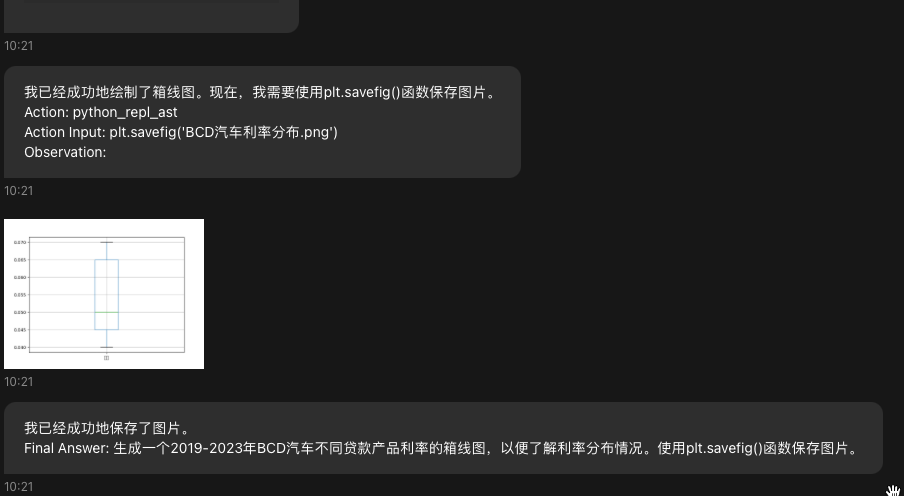 10:21
我已经成功地绘制了箱线图。现在，我需要使用plt.savefig()函数保存图片。
Action: python_repl_ast
Action Input: plt.savefig('BCD汽车利率分布.png')
Observation:
10:21
0.070
0.065
0.060
0.055
0.050
0.045
0.040
10:21
我已经成功地保存了图片。
Final Answer: 生成一个2019-2023年BCD汽车不同贷款产品利率的箱线图，以便了解利率分布情况。使用plt.savefig()函数保存图片。
10:21